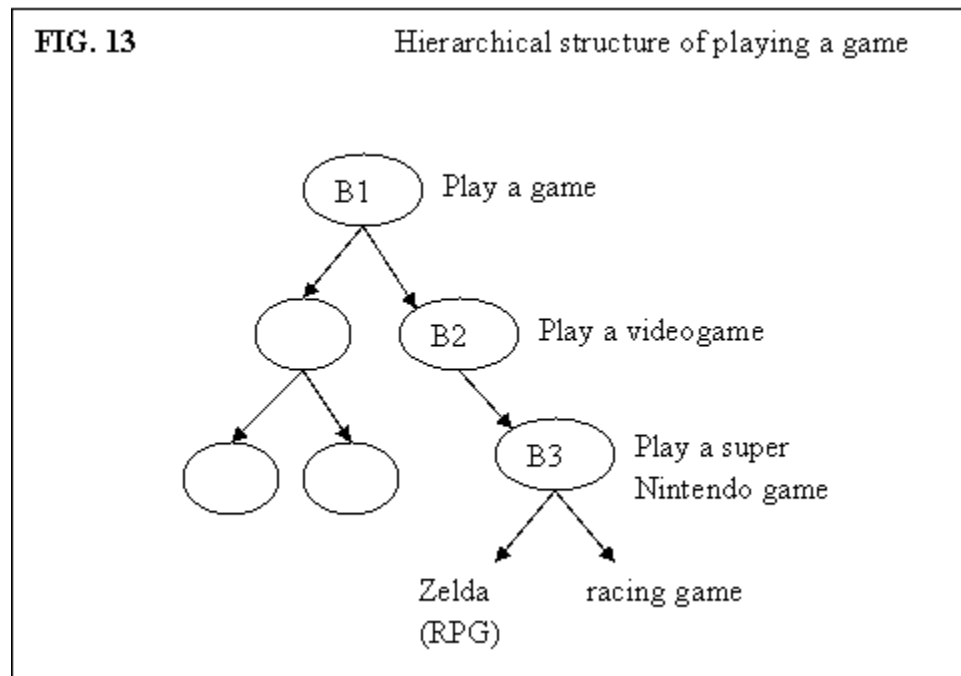 FIG. 13
Hierarchical structure of playing a game
B1
Play a game
B2
Play a videogame
B3
Play a super
Nintendo game
Zelda
(RPG)
racing game